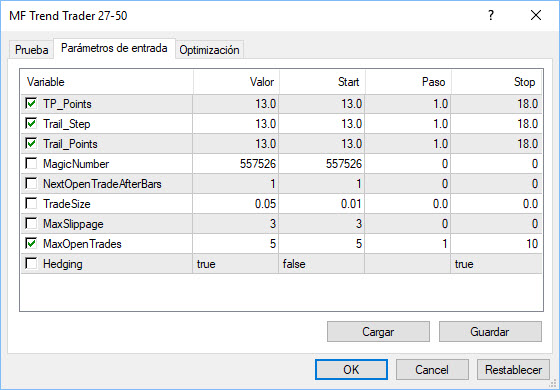 MF Trend Trader 27-50 ? ×
Prueba Parámetros de entrada Optimización
Variable Valor Start Paso Stop
TP_Points 13.0 13.0 1.0 18.0
Trail_Step 13.0 13.0 1.0 18.0
Trail_Points 13.0 13.0 1.0 18.0
MagicNumber 557526 557526 0 0
NextOpenTradeAfterBars 1 1 0 0
TradeSize 0.05 0.01 0.0 0.0
MaxSlippage 3 3 0 0
MaxOpenTrades 5 5 1 10
Hedging true false true
Cargar Guardar
OK Cancel Restablecer